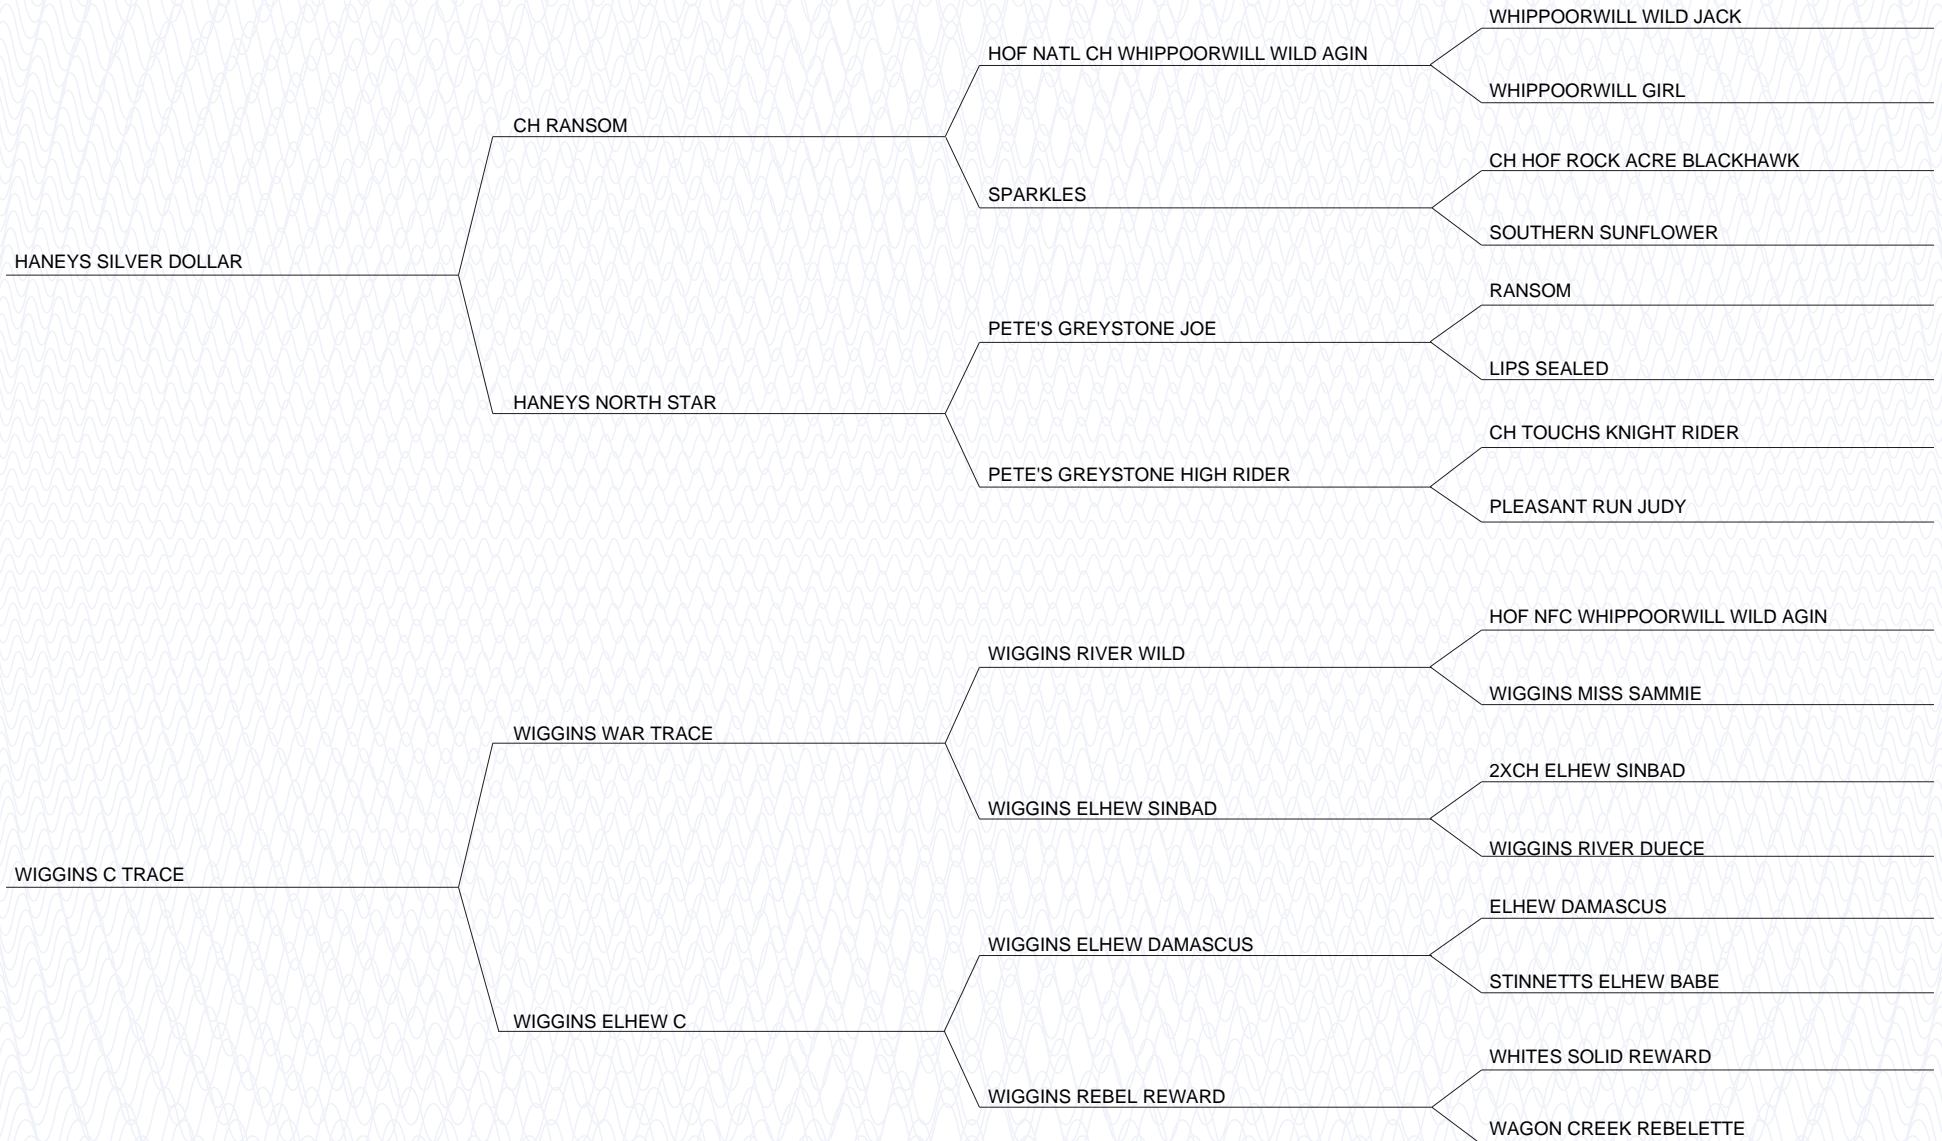 WHIPPOORWILL WILD JACK
HOF NATL CH WHIPPOORWILL WILD AGIN
WHIPPOORWILL GIRL
CH RANSOM
CH HOF ROCK ACRE BLACKHAWK
SPARKLES
SOUTHERN SUNFLOWER
HANEYS SILVER DOLLAR
RANSOM
PETE'S GREYSTONE JOE
LIPS SEALED
HANEYS NORTH STAR
CH TOUCHS KNIGHT RIDER
PETE'S GREYSTONE HIGH RIDER
PLEASANT RUN JUDY
HOF NFC WHIPPOORWILL WILD AGIN
WIGGINS RIVER WILD
WIGGINS MISS SAMMIE
WIGGINS WAR TRACE
2XCH ELHEW SINBAD
WIGGINS ELHEW SINBAD
WIGGINS RIVER DUECE
WIGGINS C TRACE
ELHEW DAMASCUS
WIGGINS ELHEW DAMASCUS
STINNETTS ELHEW BABE
WIGGINS ELHEW C
WHITES SOLID REWARD
WIGGINS REBEL REWARD
WAGON CREEK REBELETTE